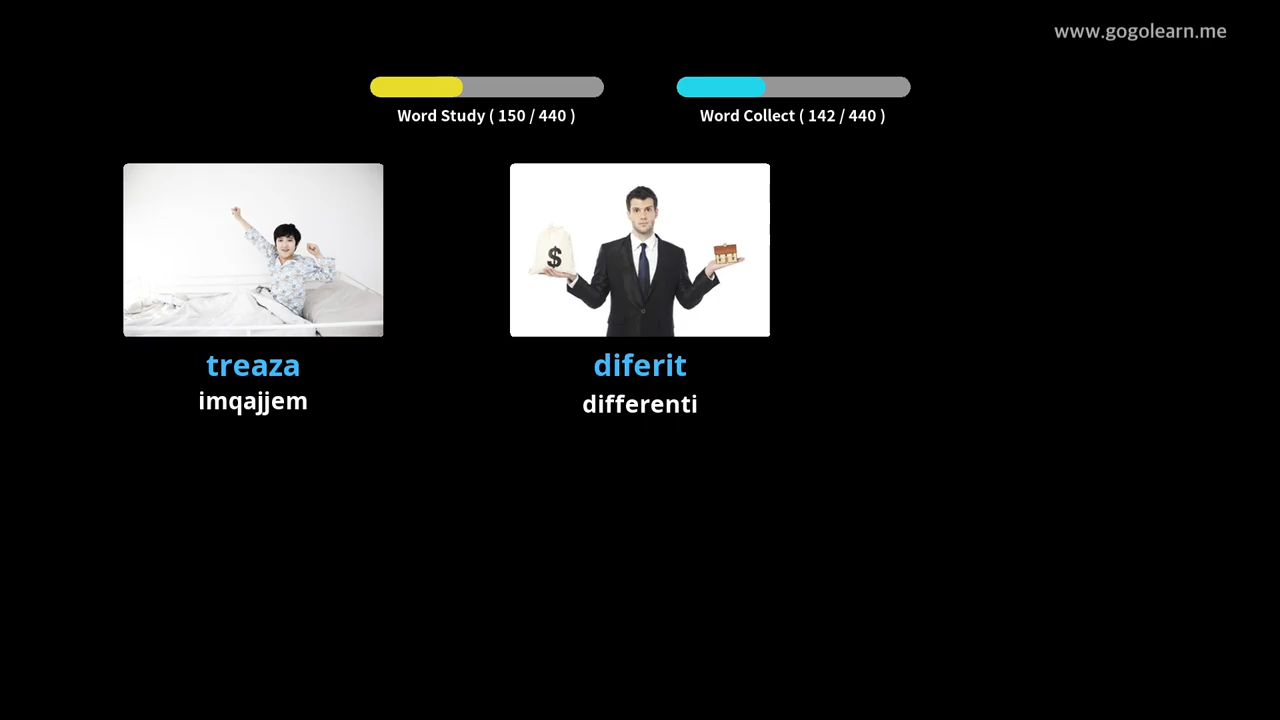 www.gogolearn.me
Word Study ( 150 / 440 )
Word Collect ( 142 / 440 )
$
treaza
imqajjem
diferit
differenti